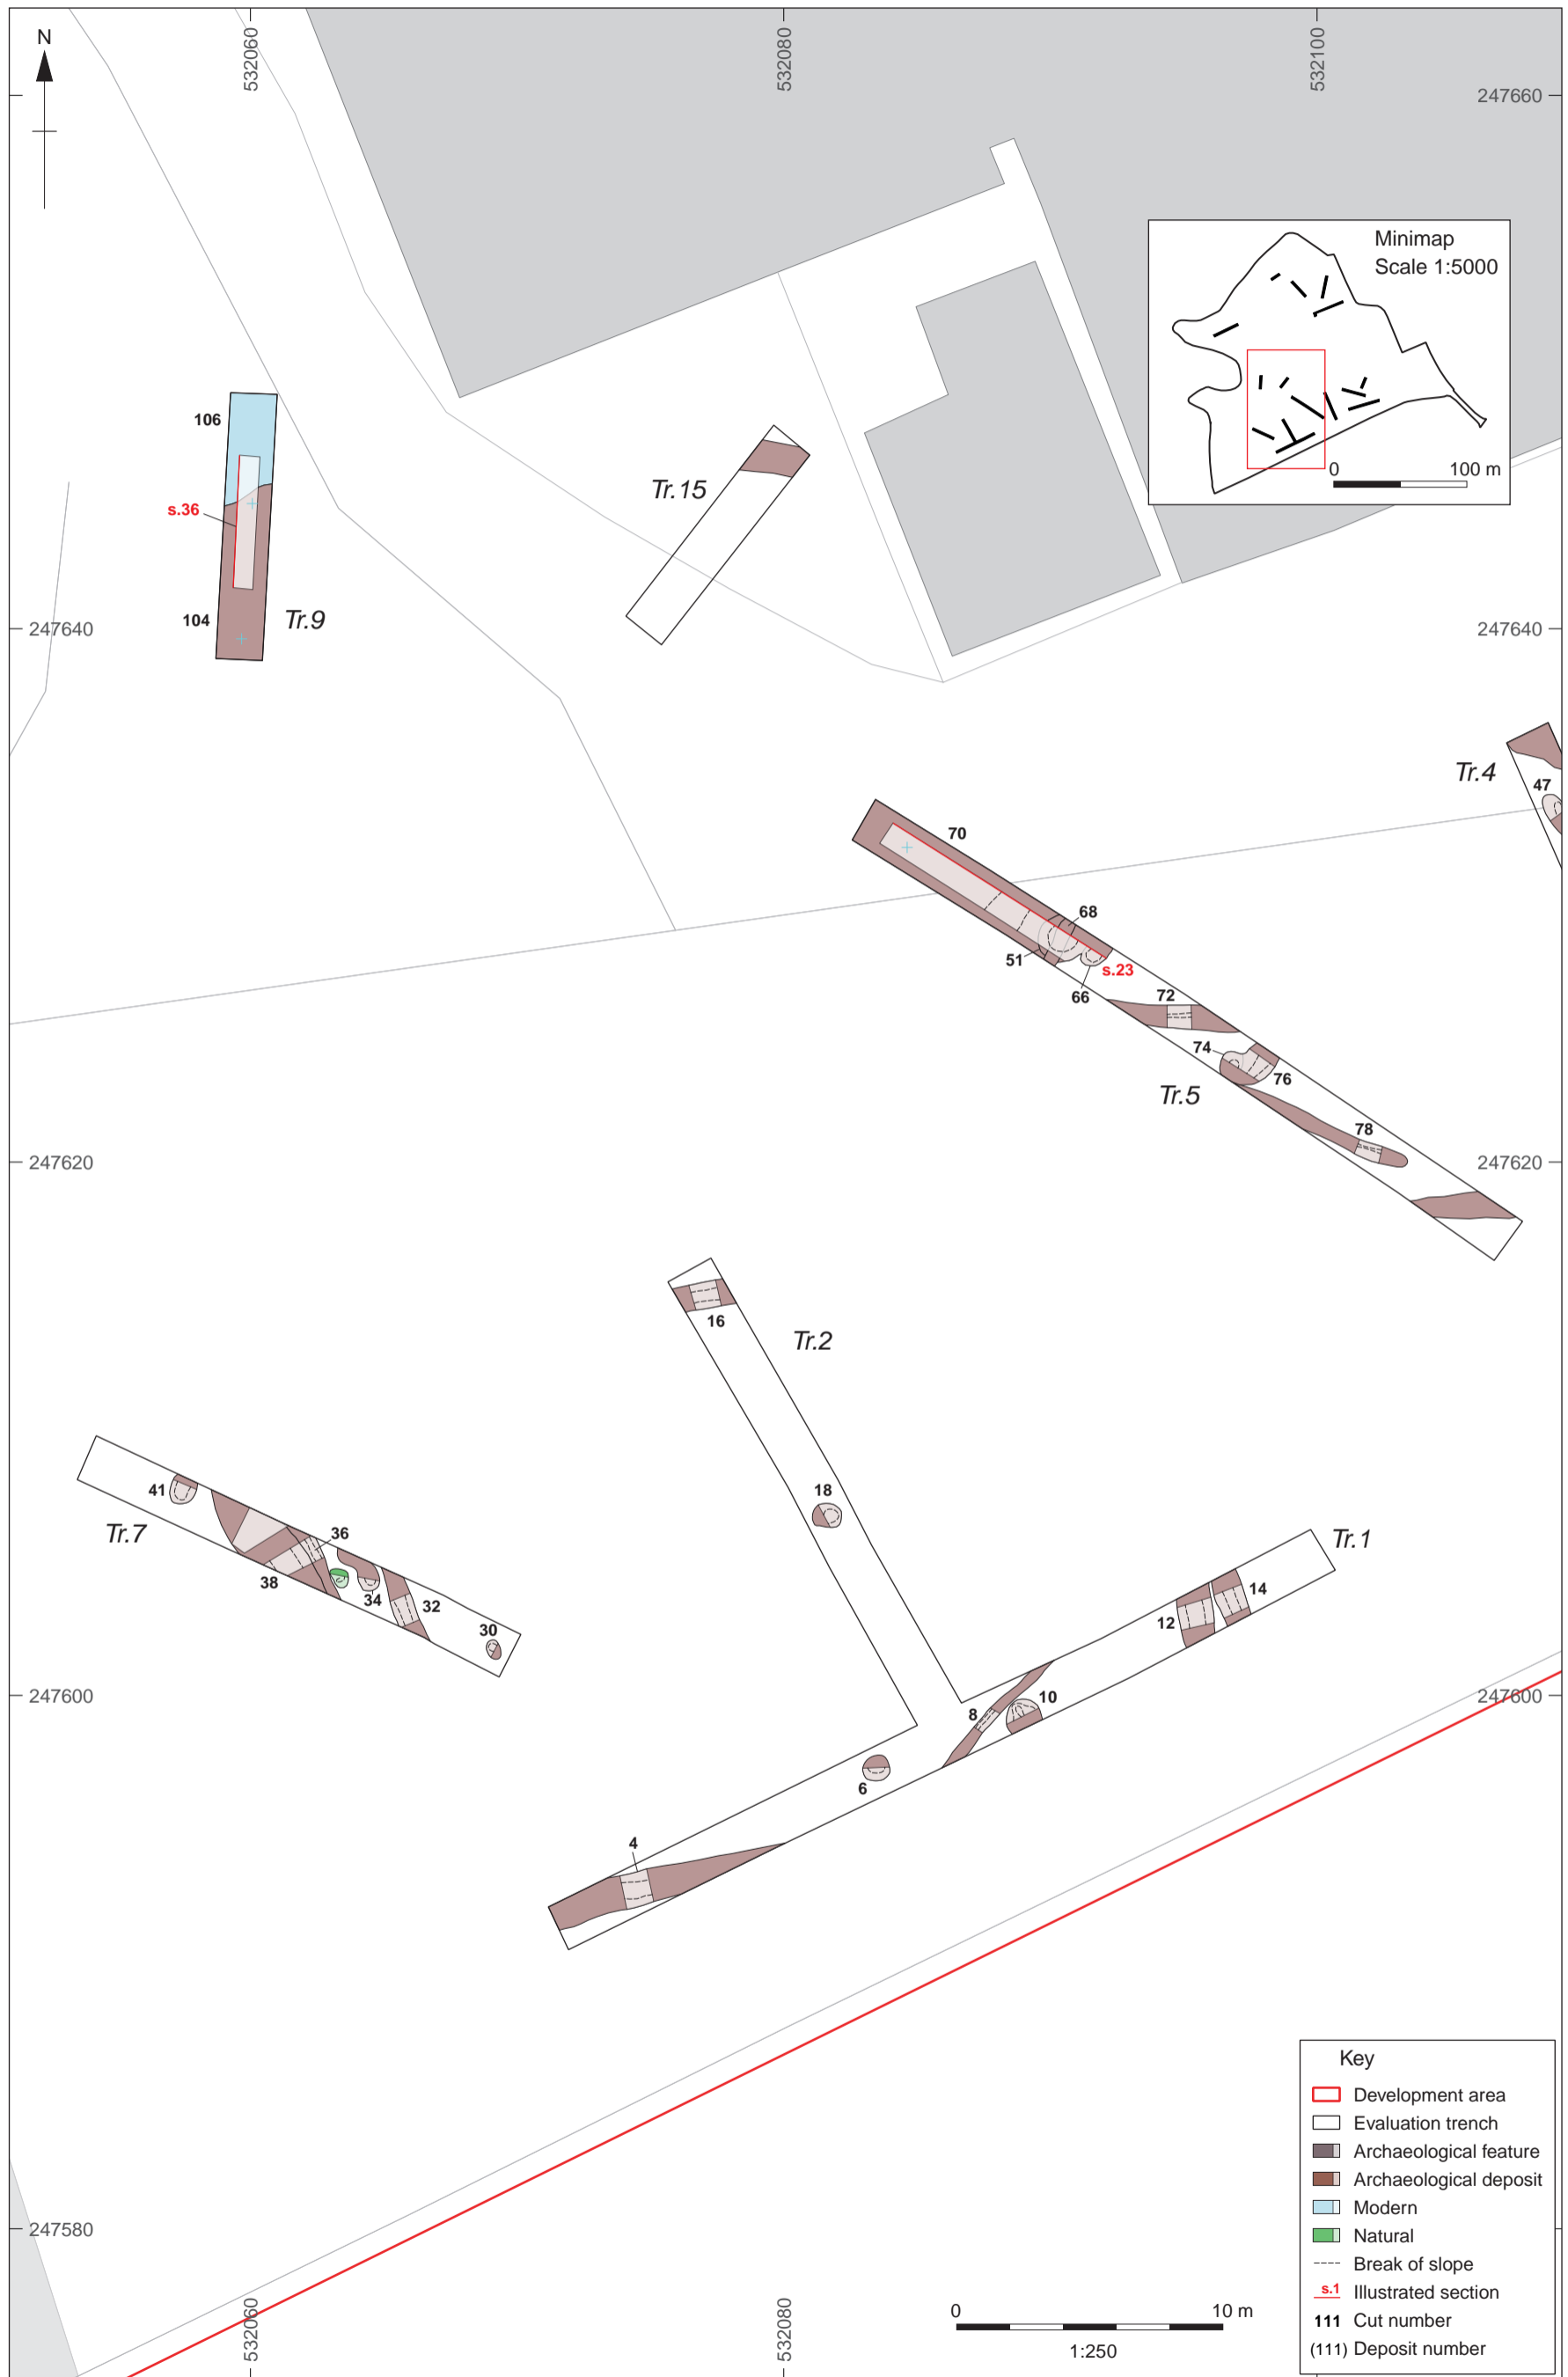 N
532060
532080
532100
247660
Minimap
Scale 1:5000
0
100 m
106
s.36
104
Tr.9
Tr.15
247640
247640
Tr.4
47
70
68
51
s.23
66
72
74
76
Tr.5
78
247620
247620
16
Tr.2
18
41
Tr.7
36
38
34
32
30
Tr.1
14
12
247600
247600
10
8
6
4
Key
Development area
Evaluation trench
Archaeological feature
Archaeological deposit
Modern
Natural
Break of slope
s.1 Illustrated section
111 Cut number
(111) Deposit number
247580
532060
532080
0
10 m
1:250